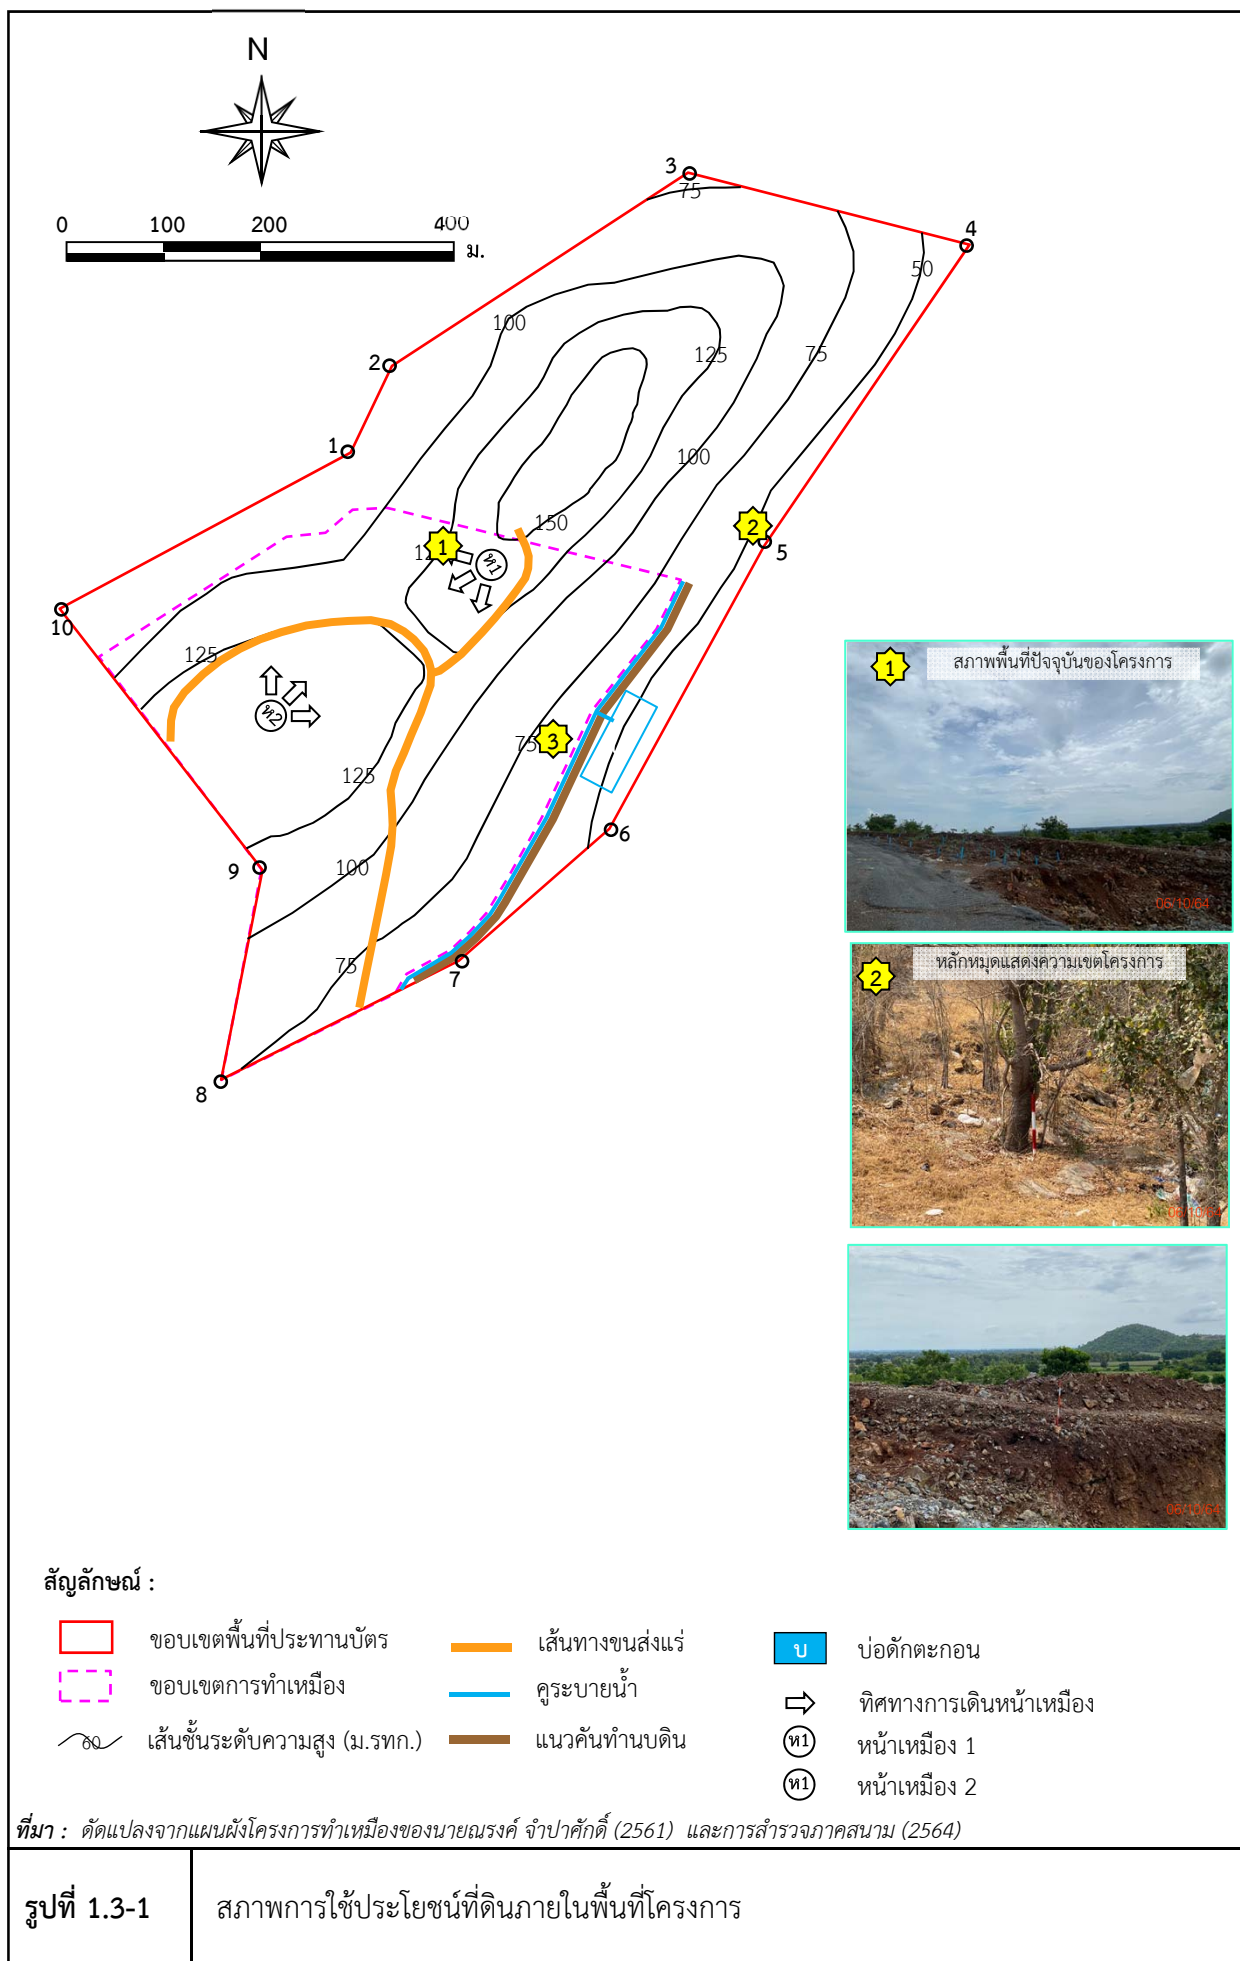 N
0 100 200 400
ม.
3
75
4
50
100
2
125
75
1
100
150
2
1
5
ห1
10
125
ห2
75
3
125
6
100
9
75
7
8
1 สภาพพื้นที่ปัจจุบันของโครงการ
06/10/64
2 หลักหมุดแสดงความเขตโครงการ
06/10/64
06/10/64
สัญลักษณ์ :
ขอบเขตพื้นที่ประทานบัตร เส้นทางขนส่งแร่ บ บ่อดักตะกอน
ขอบเขตการทำเหมือง คูระบายน้ำ ทิศทางการเดินหน้าเหมือง
เส้นชั้นระดับความสูง (ม.รทก.) แนวคันทำนบดิน ห1 หน้าเหมือง 1
ห1 หน้าเหมือง 2
ที่มา : ดัดแปลงจากแผนผังโครงการทำเหมืองของนายณรงค์ จำปาศักดิ์ (2561) และการสำรวจภาคสนาม (2564)
รูปที่ 1.3-1 สภาพการใช้ประโยชน์ที่ดินภายในพื้นที่โครงการ